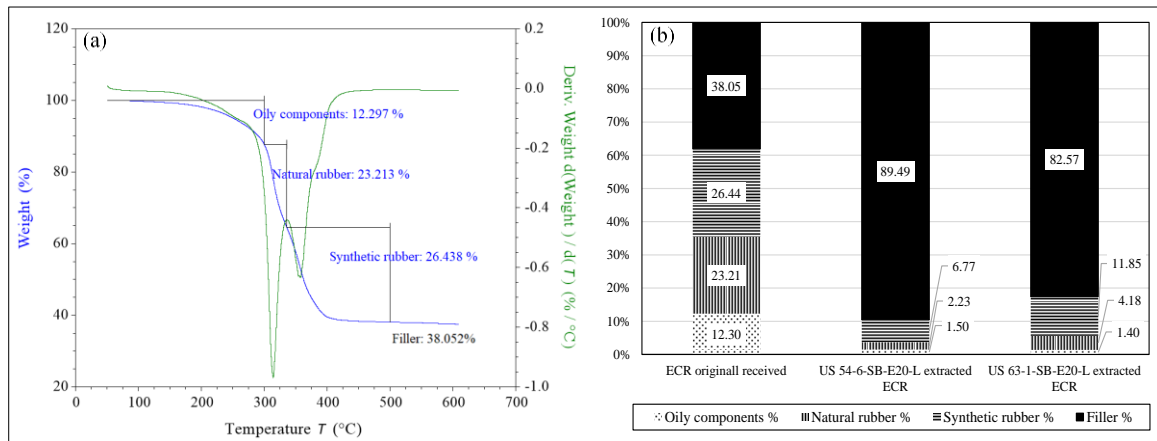 (a)
Weight (%)
120
100
80
60
40
20
Oily components: 12.297 %
Natural rubber: 23.213 %
Synthetic rubber: 26.438 %
Filler: 38.052%
0.2
0.0
-0.2
-0.4
-0.6
-0.8
-1.0
Deriv. Weight d(Weight ) / d( T ) (% / °C)
0
100
200
300
400
500
600
700
Temperature T (°C)
(b)
100%
90%
80%
70%
60%
50%
40%
30%
20%
10%
0%
38.05
26.44
23.21
12.30
89.49
6.77
2.23
1.50
82.57
11.85
4.18
1.40
ECR originall received
US 54-6-SB-E20-L extracted
ECR
US 63-1-SB-E20-L extracted
ECR
Oily components %
Natural rubber %
Synthetic rubber %
Filler %